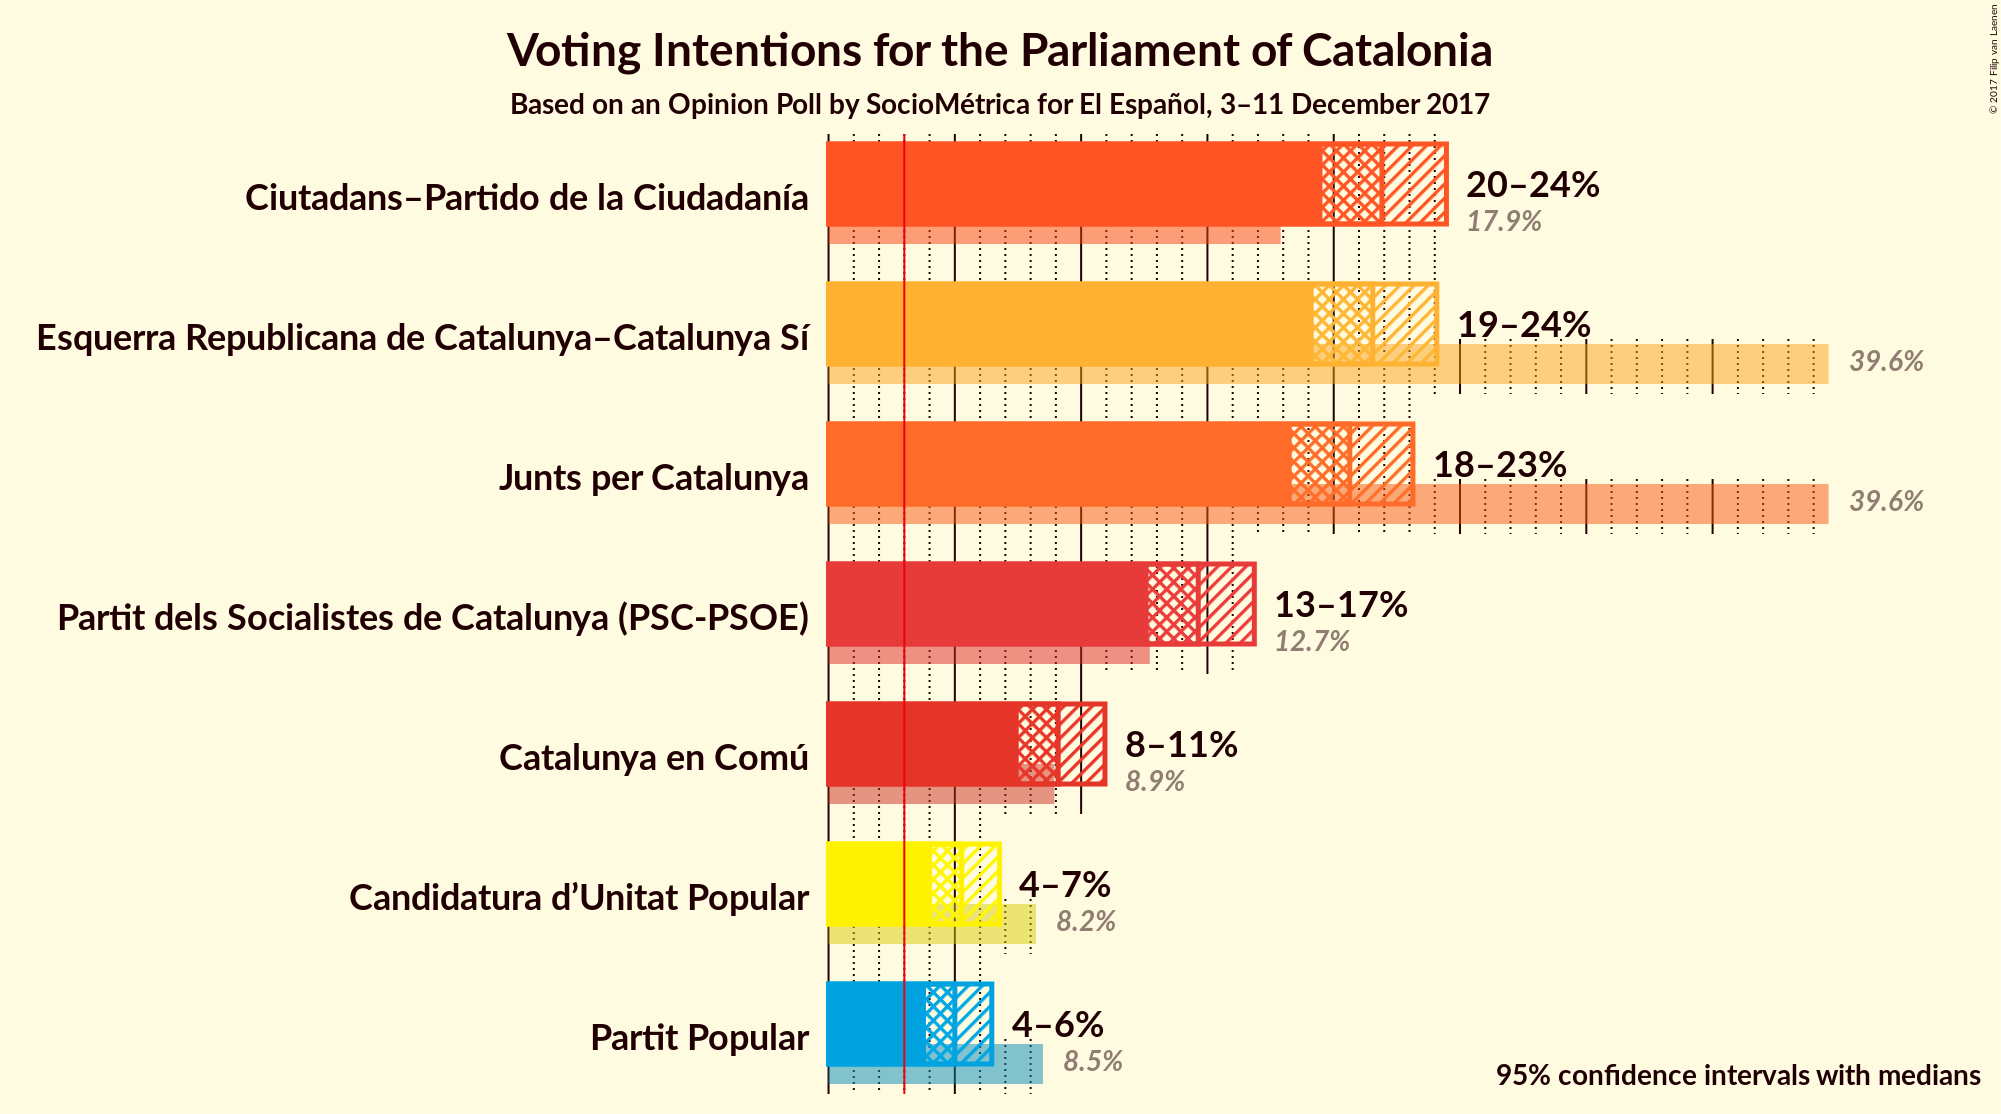 Voting Intentions for the Parliament of Catalonia
Based on an Opinion Poll by SocioMétrica for El Español, 3–11 December 2017
© 2017 Filip van Laenen
Ciutadans–Partido de la Ciudadanía
20–24%
17.9%
Esquerra Republicana de Catalunya–Catalunya Sí
19–24%
39.6%
Junts per Catalunya
18–23%
39.6%
Partit dels Socialistes de Catalunya (PSC-PSOE)
13–17%
12.7%
Catalunya en Comú
8–11%
8.9%
Candidatura d’Unitat Popular
4–7%
8.2%
Partit Popular
4–6%
8.5%
95% confidence intervals with medians